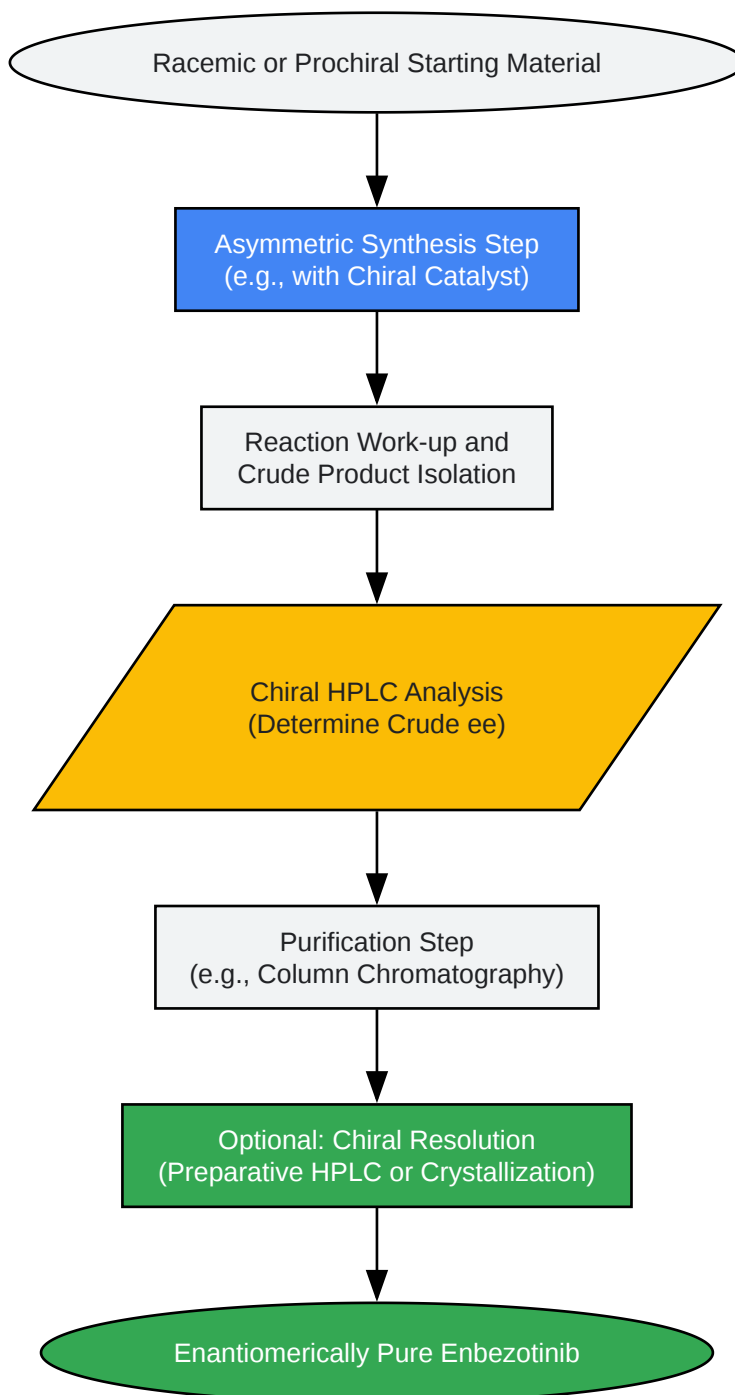 Racemic or Prochiral Starting Material
Asymmetric Synthesis Step
(e.g., with Chiral Catalyst)
Reaction Work-up and
Crude Product Isolation
Chiral HPLC Analysis
(Determine Crude ee)
Purification Step
(e.g., Column Chromatography)
Optional: Chiral Resolution
(Preparative HPLC or Crystallization)
Enantiomerically Pure Enbezotinib